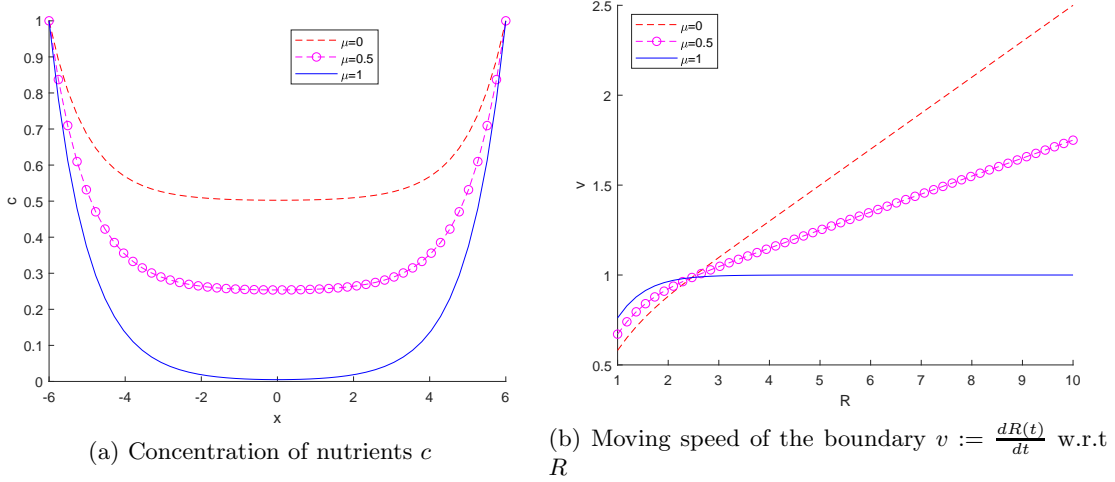 1
0.9
0.8
0.7
0.6
0.5
0.4
0.3
0.2
0.1
0
c
-6 -4 -2 0 2 4 6
x
μ=0
μ=0.5
μ=1
(a) Concentration of nutrients c
2.5
2
1.5
1
0.5
v
1 2 3 4 5 6 7 8 9 10
R
μ=0
μ=0.5
μ=1
(b) Moving speed of the boundary v := dR(t)/dt w.r.t
R